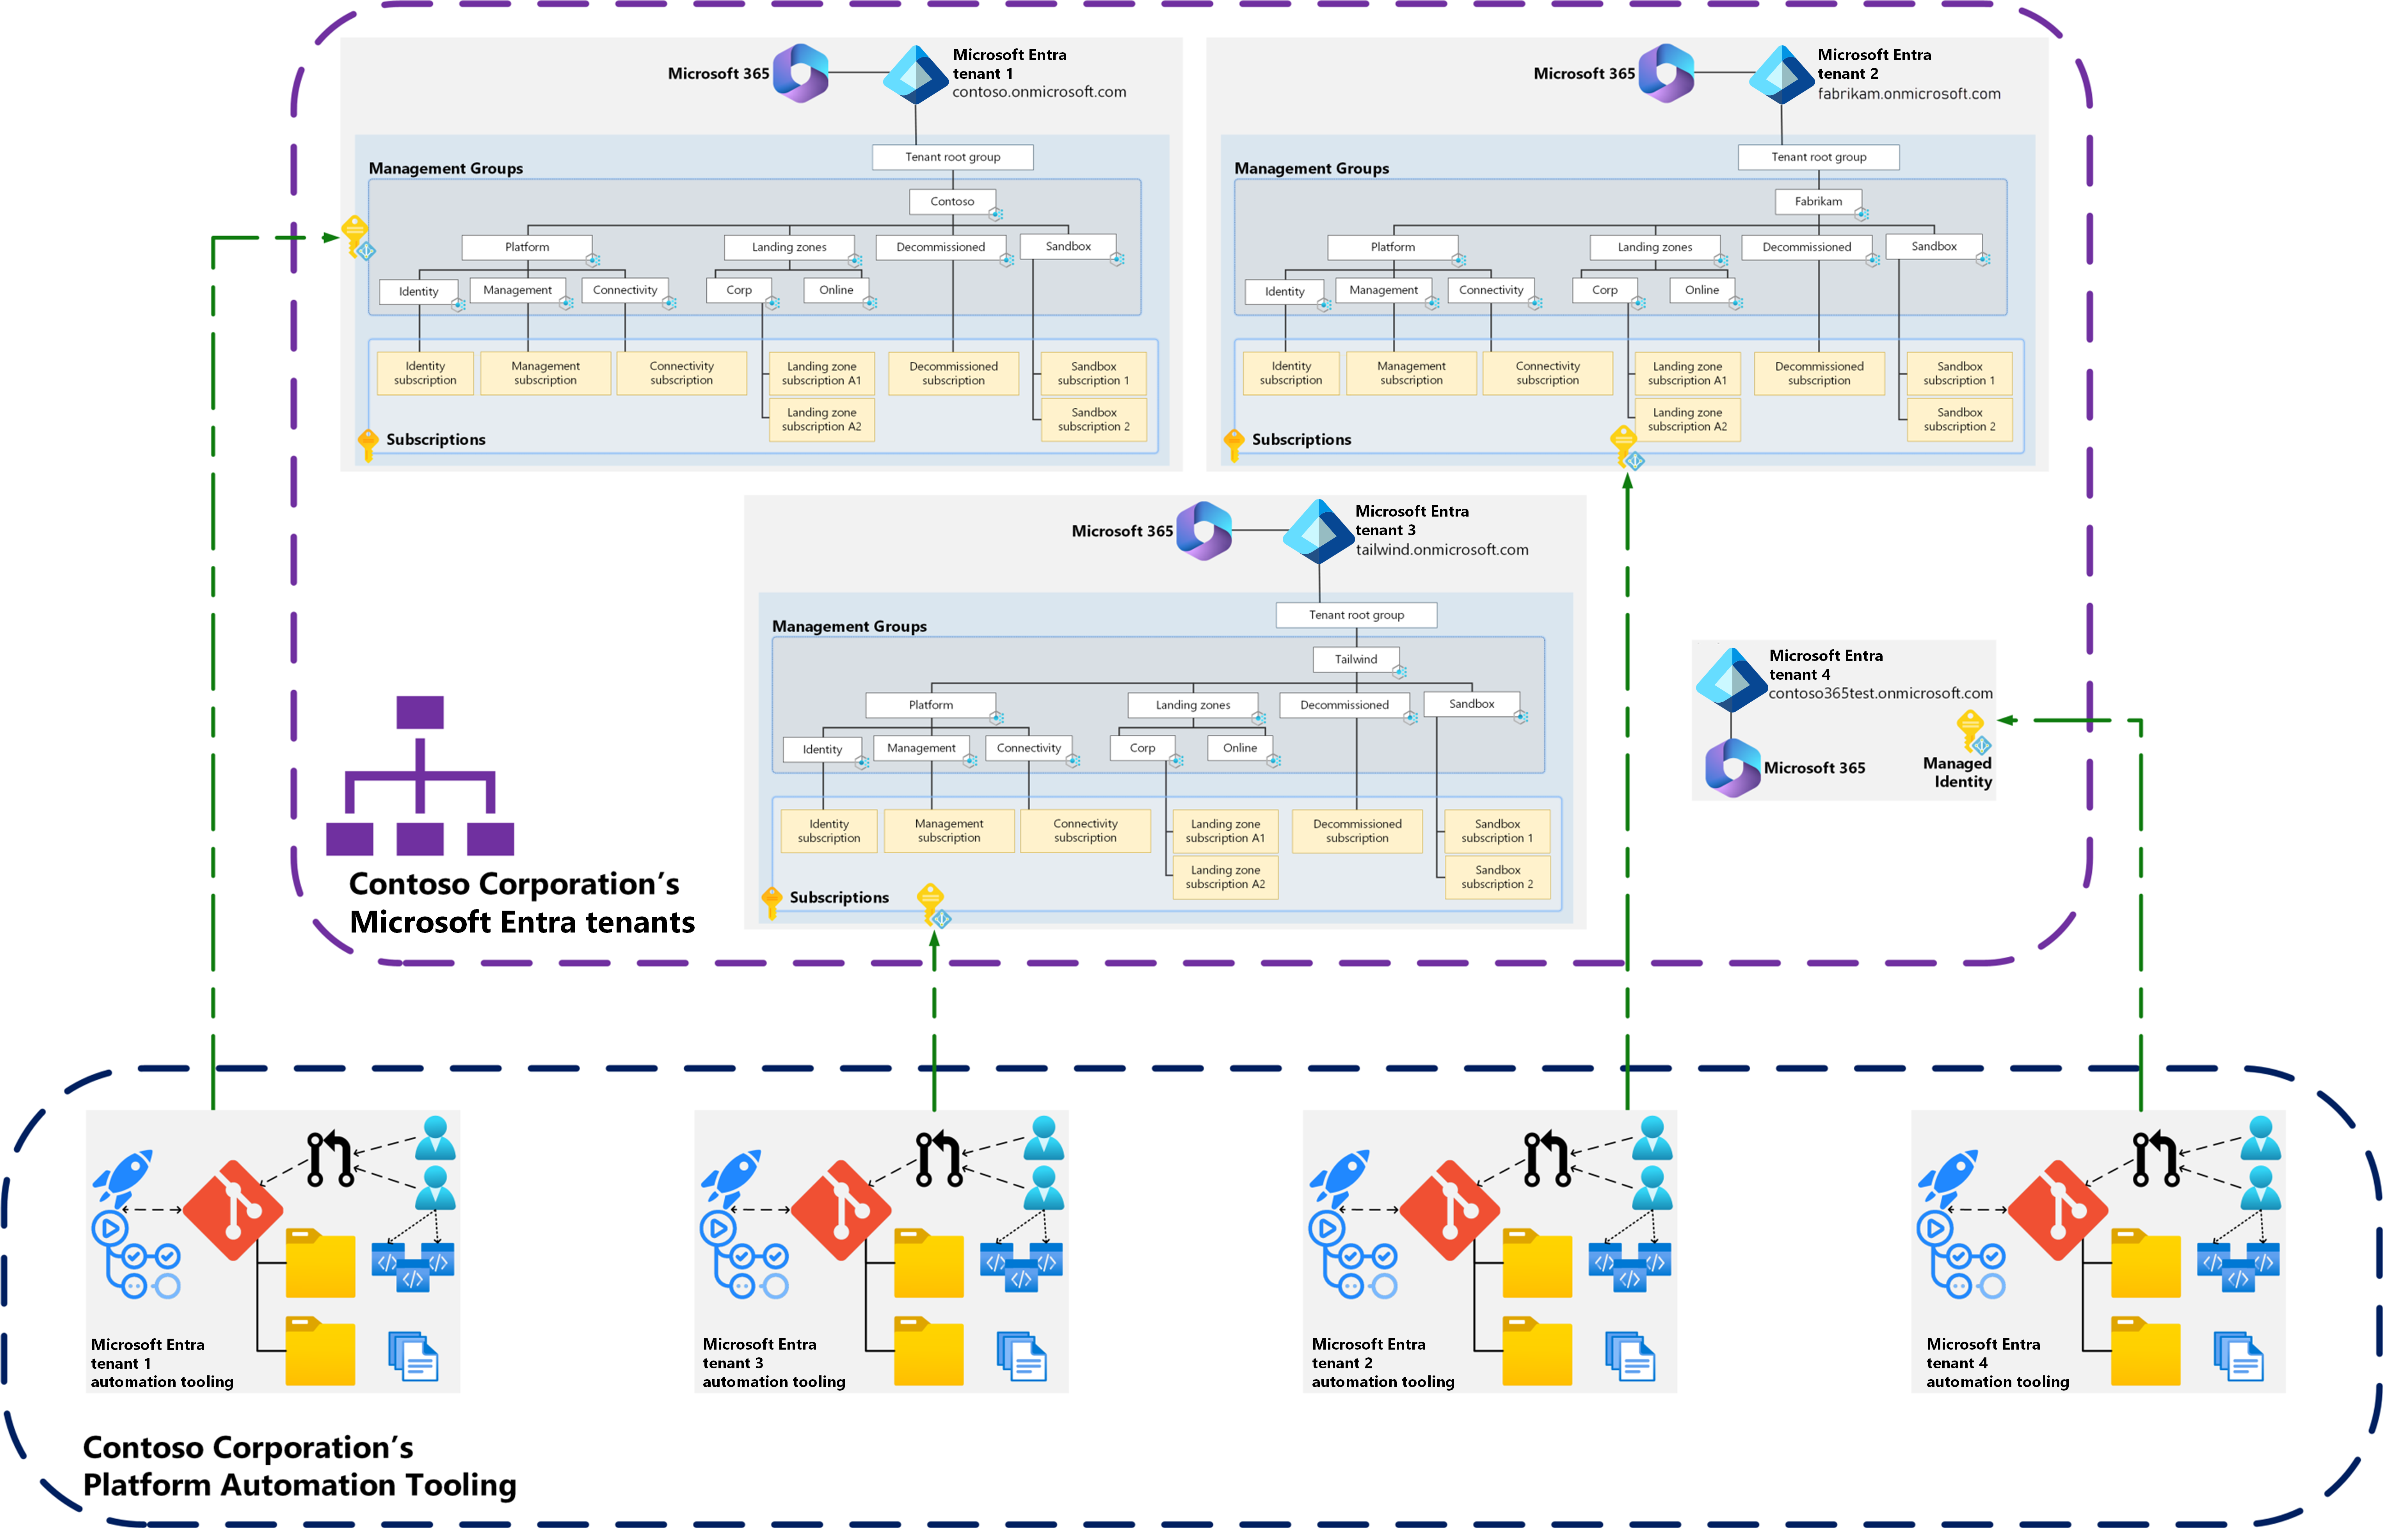 Microsoft 365
Microsoft Entra
tenant 1
contoso.onmicrosoft.com
Tenant root group
Management Groups
Contoso
Platform
Landing zones
Decommissioned
Sandbox
Identity
Management
Connectivity
Corp
Online
Identity
subscription
Management
subscription
Connectivity
subscription
Landing zone
subscription A1
Decommissioned
subscription
Sandbox
subscription 1
Landing zone
subscription A2
Sandbox
subscription 2
Subscriptions
Microsoft 365
Microsoft Entra
tenant 2
fabrikam.onmicrosoft.com
Tenant root group
Management Groups
Fabrikam
Platform
Landing zones
Decommissioned
Sandbox
Identity
Management
Connectivity
Corp
Online
Identity
subscription
Management
subscription
Connectivity
subscription
Landing zone
subscription A1
Decommissioned
subscription
Sandbox
subscription 1
Landing zone
subscription A2
Sandbox
subscription 2
Subscriptions
Microsoft 365
Microsoft Entra
tenant 3
tailwind.onmicrosoft.com
Tenant root group
Management Groups
Tailwind
Platform
Landing zones
Decommissioned
Sandbox
Identity
Management
Connectivity
Corp
Online
Identity
subscription
Management
subscription
Connectivity
subscription
Landing zone
subscription A1
Decommissioned
subscription
Sandbox
subscription 1
Landing zone
subscription A2
Sandbox
subscription 2
Subscriptions
Microsoft Entra
tenant 4
contoso365test.onmicrosoft.com
Microsoft 365
Managed
Identity
Contoso Corporation’s
Microsoft Entra tenants
Microsoft Entra
tenant 1
automation tooling
Microsoft Entra
tenant 3
automation tooling
Microsoft Entra
tenant 2
automation tooling
Microsoft Entra
tenant 4
automation tooling
Contoso Corporation’s
Platform Automation Tooling